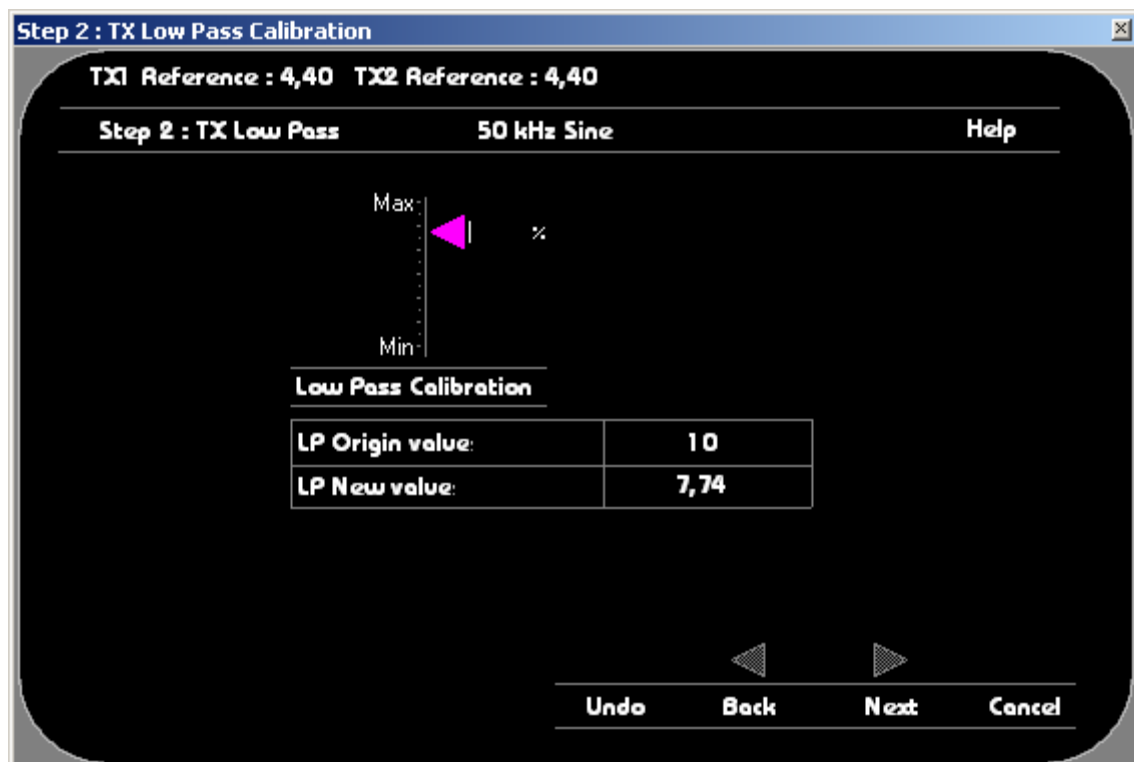 Step 2 : TX Low Pass Calibration
TX1 Reference : 4,40 TX2 Reference : 4,40
Step 2 : TX Low Pass 50 kHz Sine Help
Max
%
Min
Low Pass Calibration
LP Origin value: 10
LP New value: 7,74
Undo Back Next Cancel